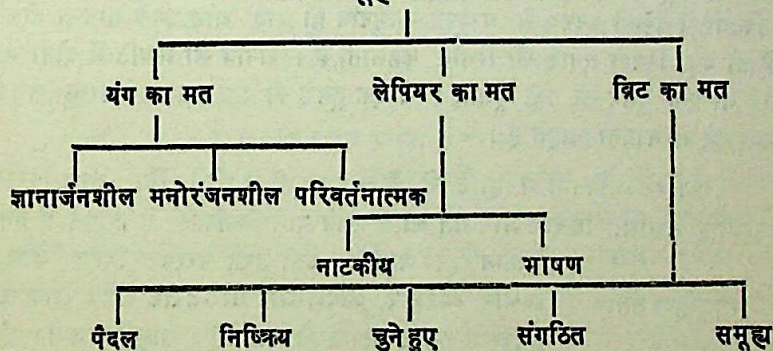 यंग का मत लेपियर का मत ब्रिट का मत
ज्ञानार्जनशील मनोरंजनशील परिवर्तनात्मक
नाटकीय भाषण
पैदल निष्क्रिय चुने हुए संगठित समूह्य